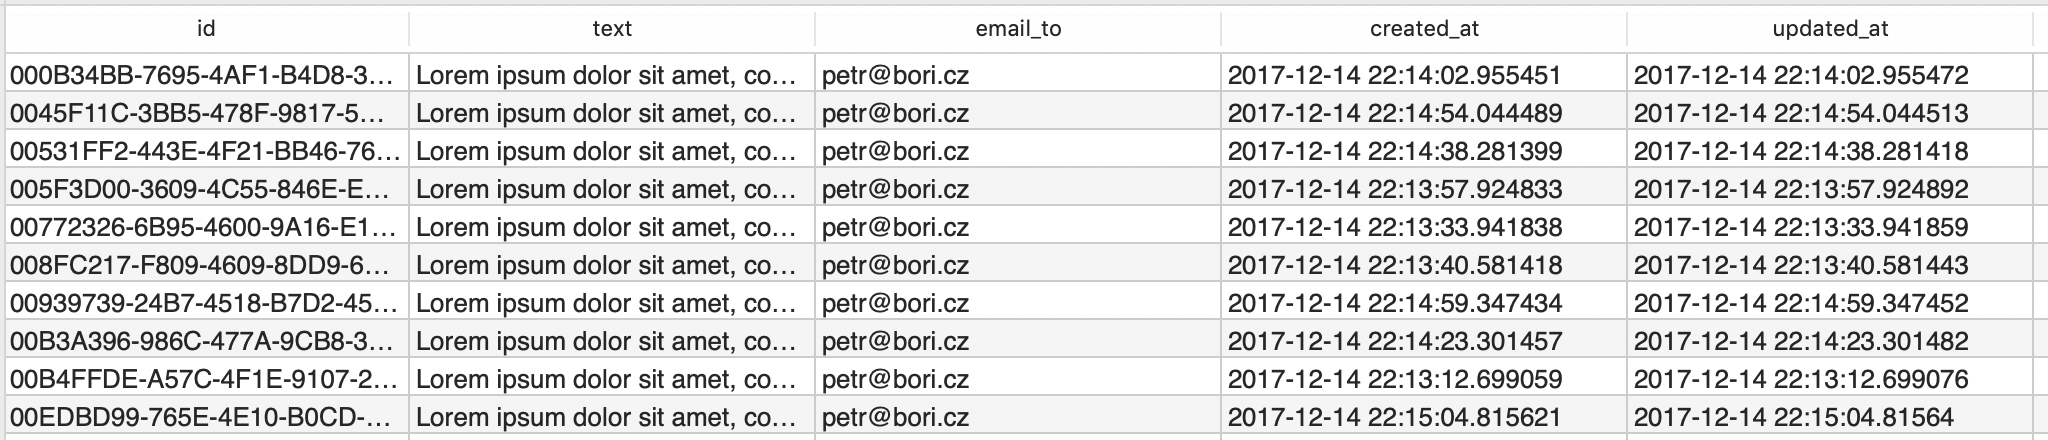 id text email_to created_at updated_at
000B34BB-7695-4AF1-B4D8-3... Lorem ipsum dolor sit amet, co... petr@bori.cz 2017-12-14 22:14:02.955451 2017-12-14 22:14:02.955472
0045F11C-3BB5-478F-9817-5... Lorem ipsum dolor sit amet, co... petr@bori.cz 2017-12-14 22:14:54.044489 2017-12-14 22:14:54.044513
00531FF2-443E-4F21-BB46-76... Lorem ipsum dolor sit amet, co... petr@bori.cz 2017-12-14 22:14:38.281399 2017-12-14 22:14:38.281418
005F3D00-3609-4C55-846E-E... Lorem ipsum dolor sit amet, co... petr@bori.cz 2017-12-14 22:13:57.924833 2017-12-14 22:13:57.924892
00772326-6B95-4600-9A16-E1... Lorem ipsum dolor sit amet, co... petr@bori.cz 2017-12-14 22:13:33.941838 2017-12-14 22:13:33.941859
008FC217-F809-4609-8DD9-6... Lorem ipsum dolor sit amet, co... petr@bori.cz 2017-12-14 22:13:40.581418 2017-12-14 22:13:40.581443
00939739-24B7-4518-B7D2-45... Lorem ipsum dolor sit amet, co... petr@bori.cz 2017-12-14 22:14:59.347434 2017-12-14 22:14:59.347452
00B3A396-986C-477A-9CB8-3... Lorem ipsum dolor sit amet, co... petr@bori.cz 2017-12-14 22:14:23.301457 2017-12-14 22:14:23.301482
00B4FFDE-A57C-4F1E-9107-2... Lorem ipsum dolor sit amet, co... petr@bori.cz 2017-12-14 22:13:12.699059 2017-12-14 22:13:12.699076
00EDBD99-765E-4E10-B0CD-... Lorem ipsum dolor sit amet, co... petr@bori.cz 2017-12-14 22:15:04.815621 2017-12-14 22:15:04.81564